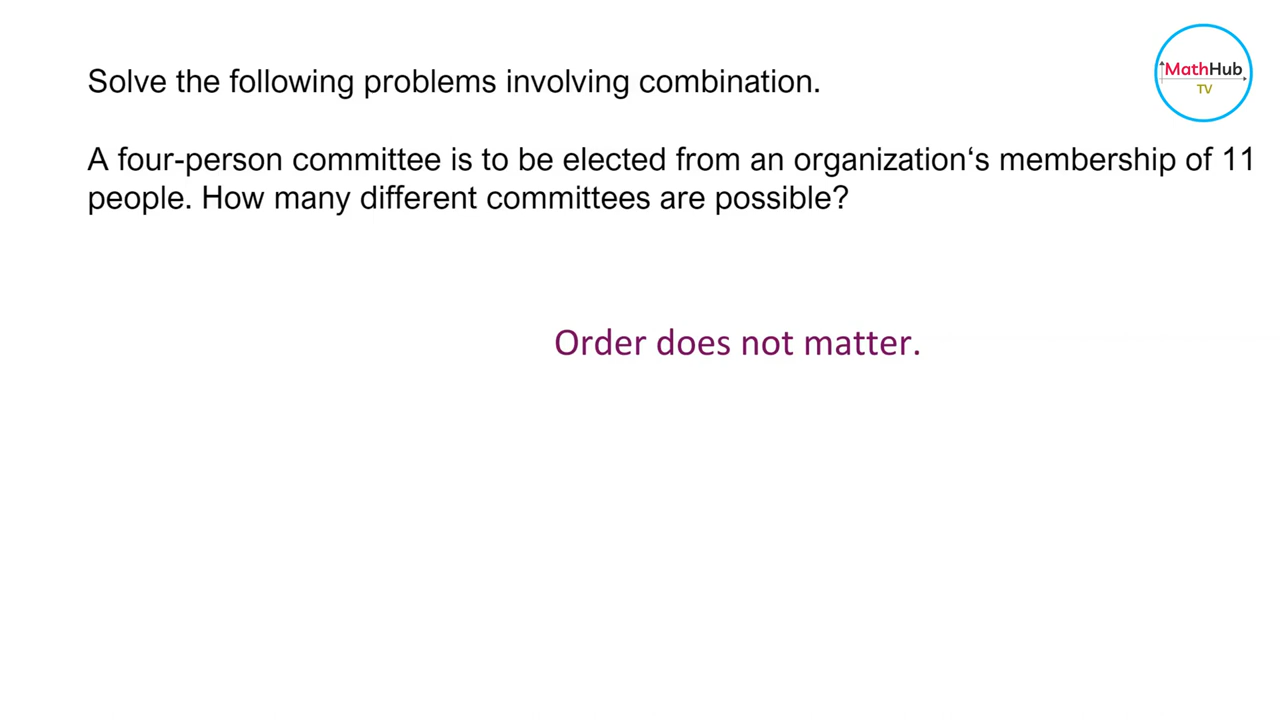 MathHub
TV
Solve the following problems involving combination.
A four-person committee is to be elected from an organization‘s membership of 11
people. How many different committees are possible?
Order does not matter.